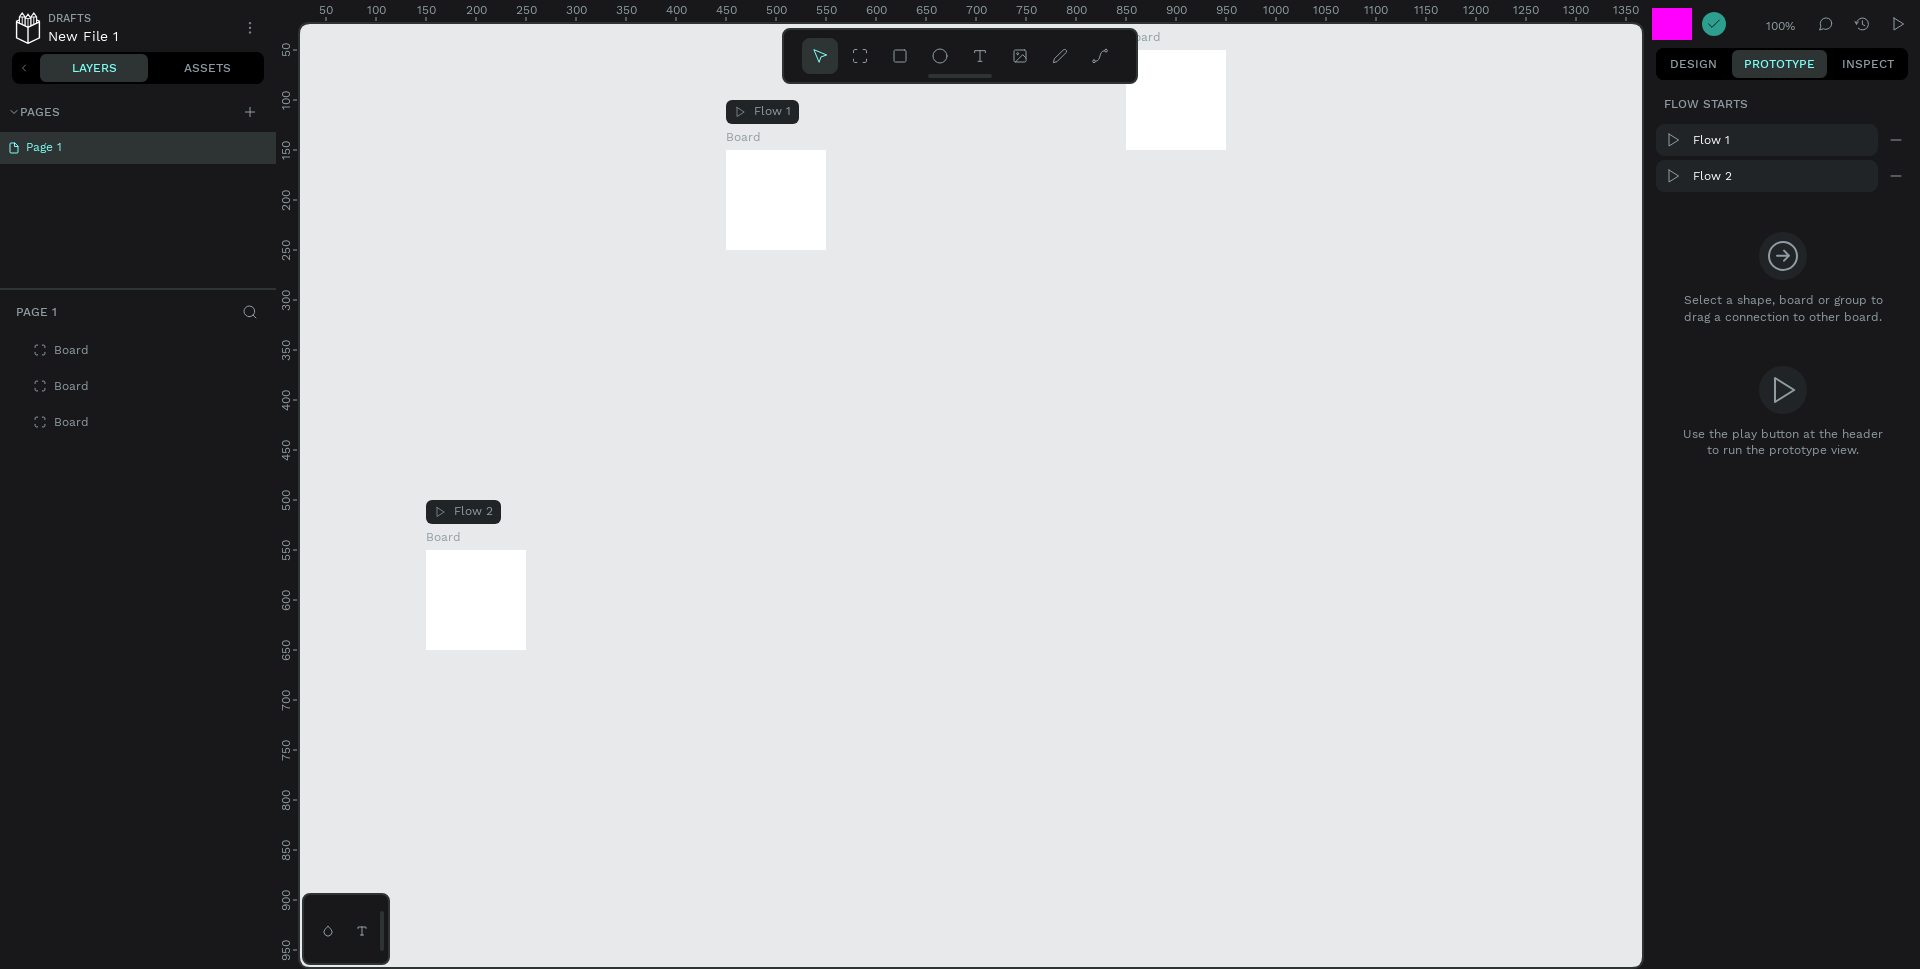 DRAFTS
New File 1
LAYERS
ASSETS
PAGES
Page 1
PAGE 1
Board
Board
Board
50 100 150 200 250 300 350 400 450 500 550 600 650 700 750 800 850 900 950 1000 1050 1100 1150 1200 1250 1300 1350
50
100
150
200
250
300
350
400
450
500
550
600
650
700
750
800
850
900
950
Flow 1
Board
Flow 2
Board
100%
DESIGN
PROTOTYPE
INSPECT
FLOW STARTS
Flow 1
Flow 2
Select a shape, board or group to
drag a connection to other board.
Use the play button at the header
to run the prototype view.